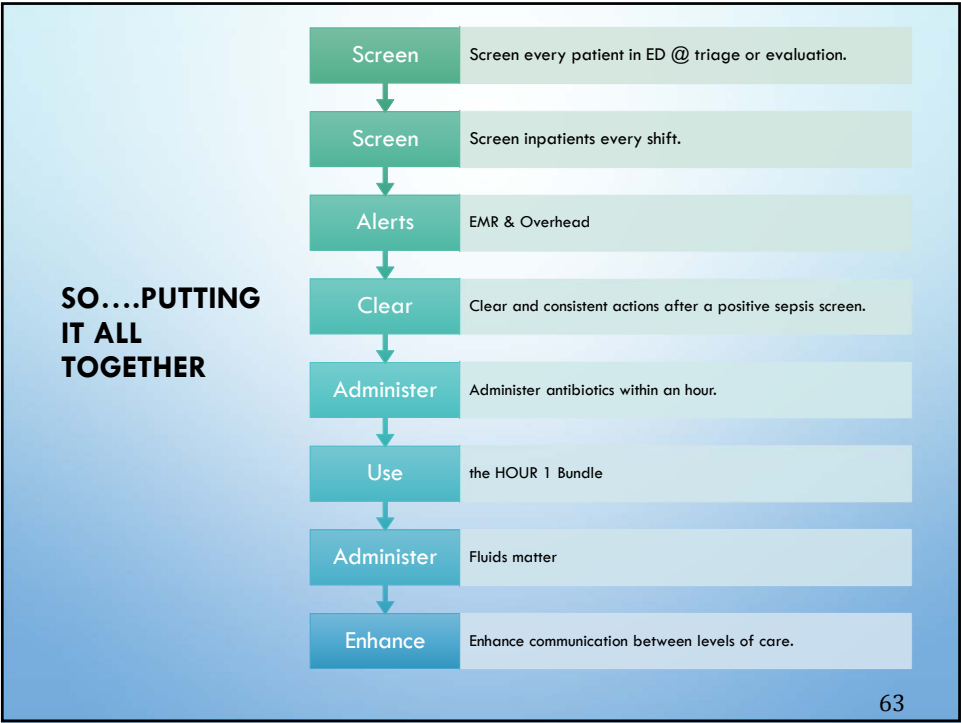 SO....PUTTING
IT ALL
TOGETHER
Screen
Screen every patient in ED @ triage or evaluation.
Screen
Screen inpatients every shift.
Alerts
EMR & Overhead
Clear
Clear and consistent actions after a positive sepsis screen.
Administer
Administer antibiotics within an hour.
Use
the HOUR 1 Bundle
Administer
Fluids matter
Enhance
Enhance communication between levels of care.
63